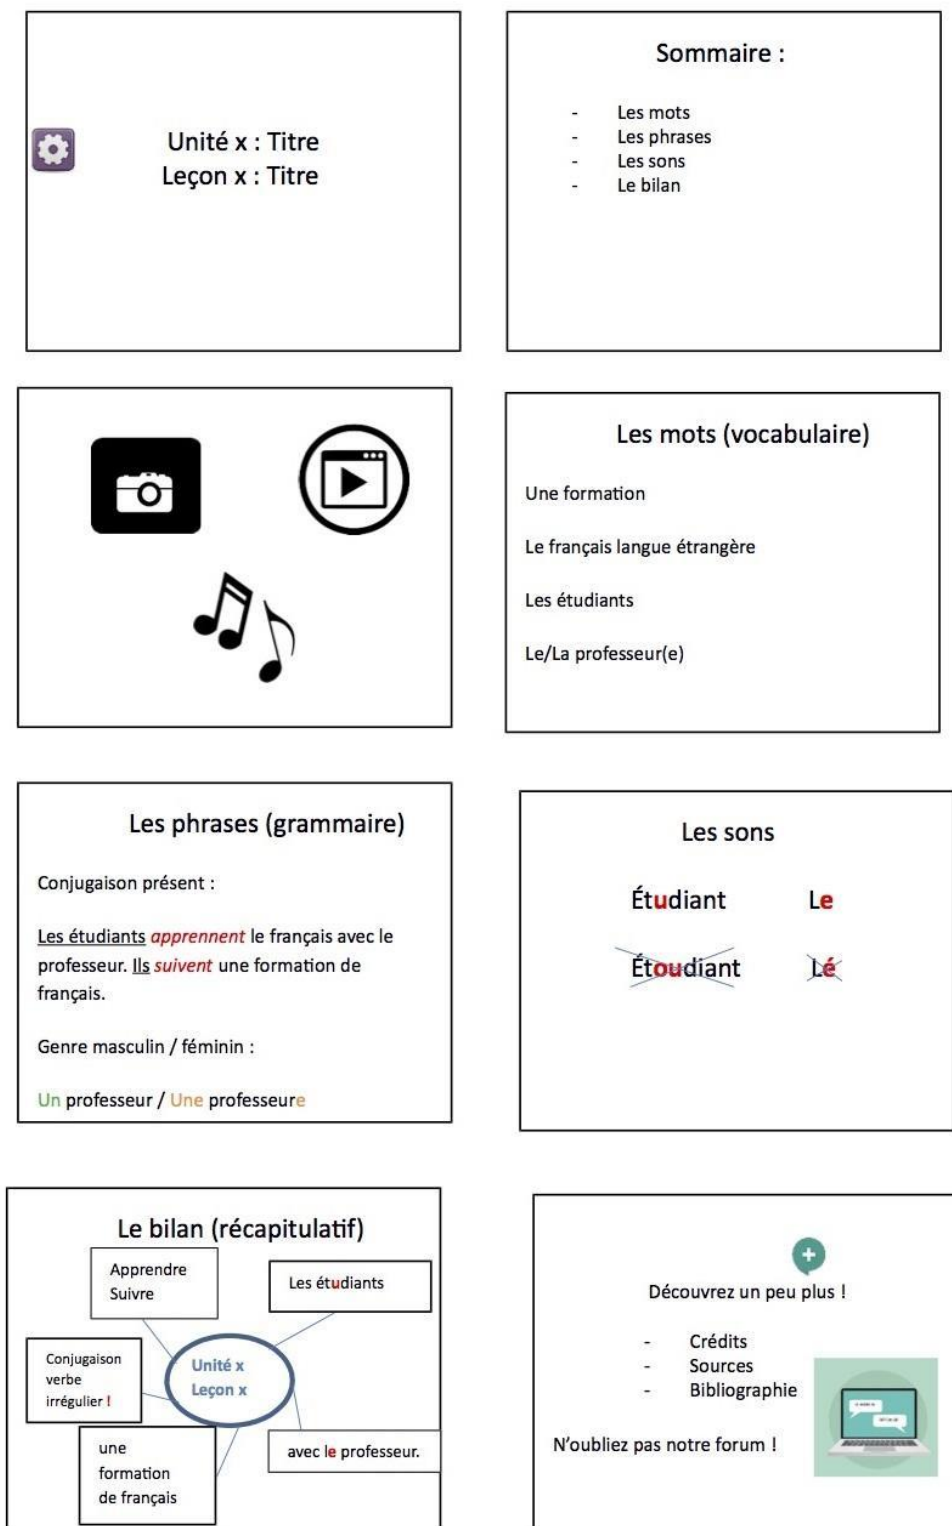 Unité x : Titre
Leçon x : Titre
Sommaire :
- Les mots
- Les phrases
- Les sons
- Le bilan
Les mots (vocabulaire)
Une formation
Le français langue étrangère
Les étudiants
Le/La professeur(e)
Les phrases (grammaire)
Conjugaison présent :
Les étudiants apprennent le français avec le
professeur. Ils suivent une formation de
français.
Genre masculin / féminin :
Un professeur / Une professeure
Les sons
Étudiant Le
Étoudiant Lé
Le bilan (récapitulatif)
Apprendre
Suivre
Les étudiants
Conjugaison
verbe
irrégulier !
Unité x
Leçon x
une
formation
de français
avec le professeur.
Découvrez un peu plus !
- Crédits
- Sources
- Bibliographie
N'oubliez pas notre forum !